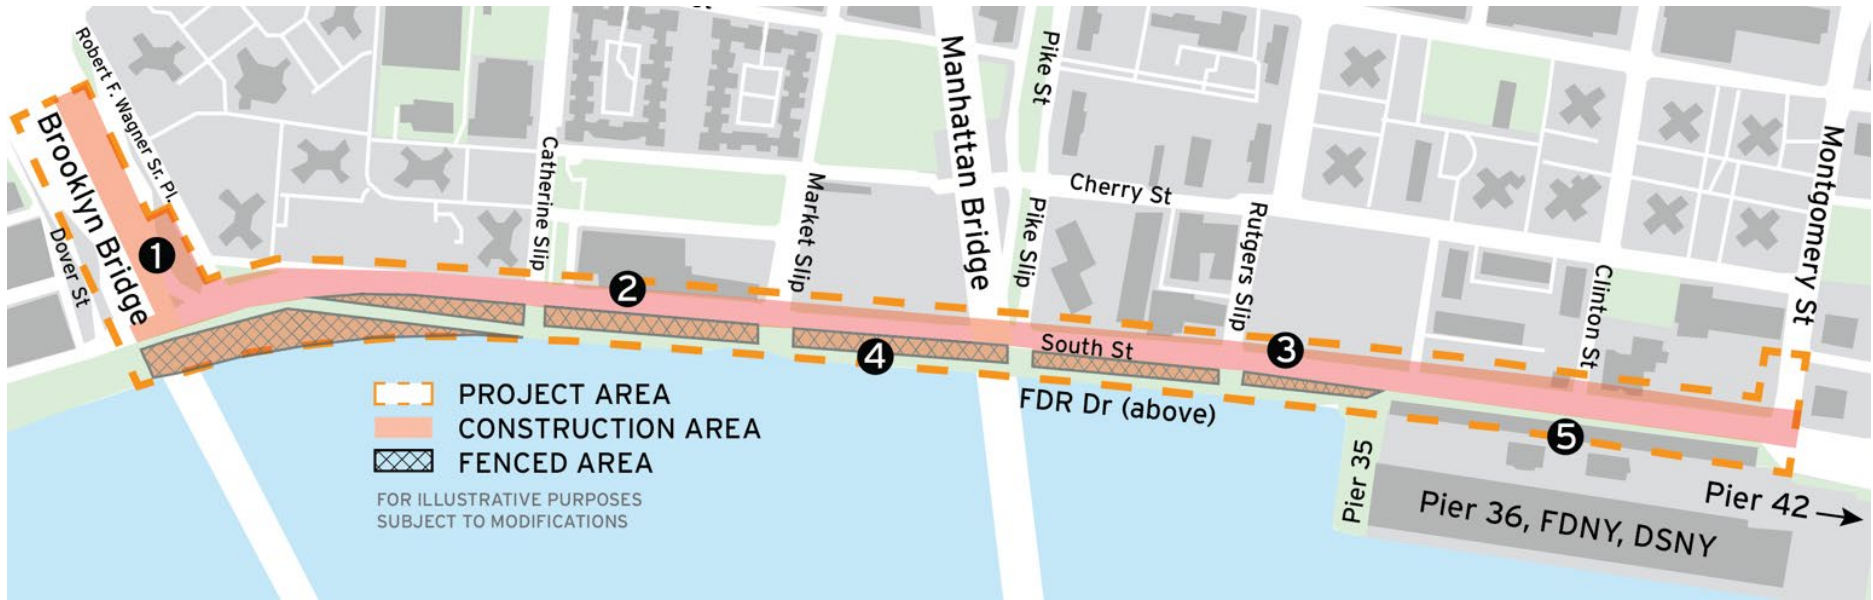 Robert F. Wagner Sr. Pl.
Brooklyn Bridge
Dover St
1
Catherine Slip
2
Market Slip
Manhattan Bridge
Pike St
Pike Slip
Cherry St
Rutgers Slip
Clinton St
Montgomery St
South St
3
4
FDR Dr (above)
5
Pier 35
Pier 36, FDNY, DSNY
Pier 42
PROJECT AREA
CONSTRUCTION AREA
FENCED AREA
FOR ILLUSTRATIVE PURPOSES
SUBJECT TO MODIFICATIONS